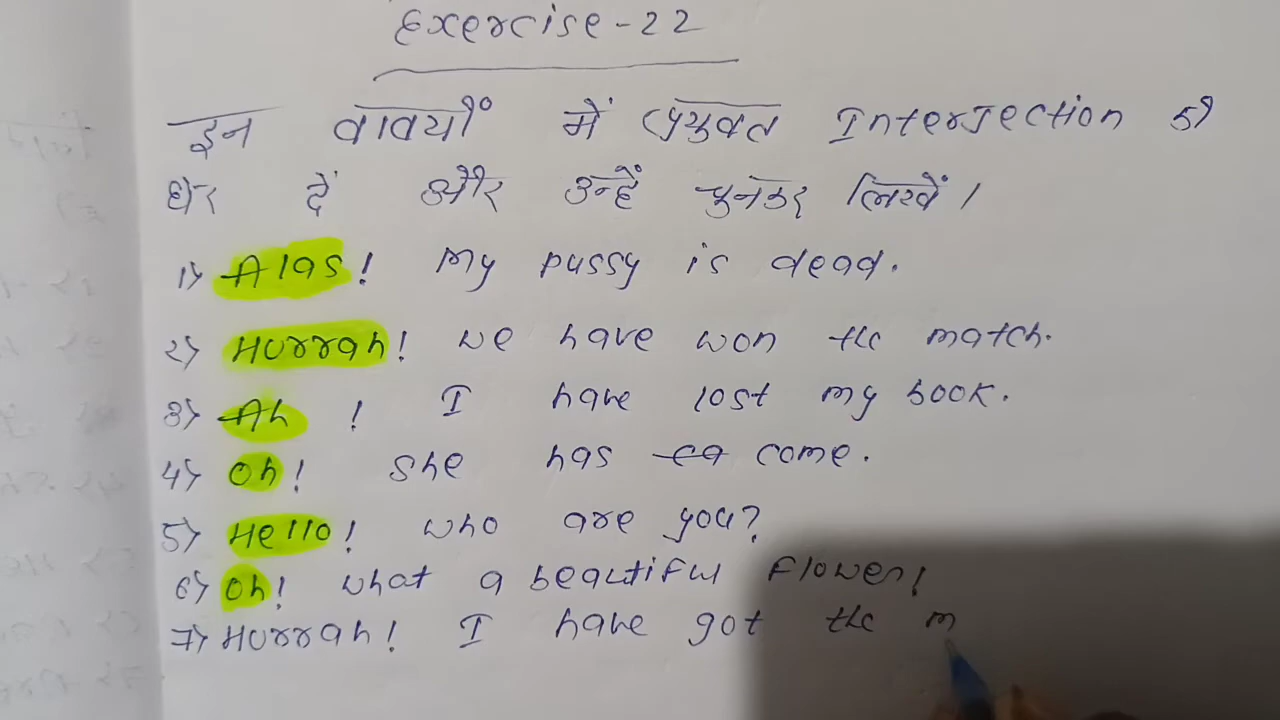 Exercise-22
इन वाक्यों में प्रयुक्त Interjection को
घेर दें और उन्हें चुनकर लिखें।
1) Alas! My pussy is dead.
2) Hurrah! we have won the match.
3) Ah ! I have lost my book.
4) Oh! she has come.
5) Hello! who are you?
6) Oh! what a beautiful flower!
7) Hurrah! I have got the m